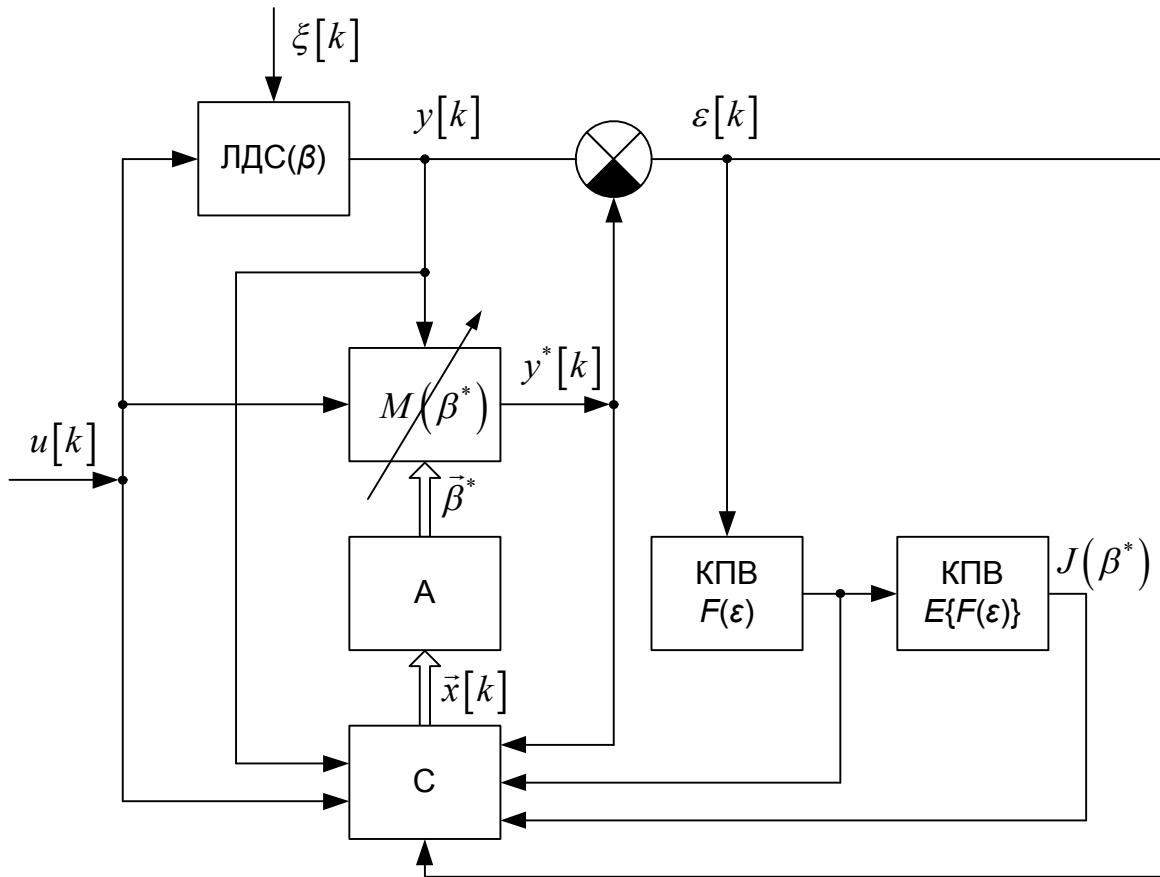 ξ[k]
y[k]
ε[k]
ЛДС(β)
y*[k]
M(β*)
u[k]
β⃗*
КПВ
F(ε)
КПВ
E{F(ε)}
J(β*)
А
x⃗[k]
С